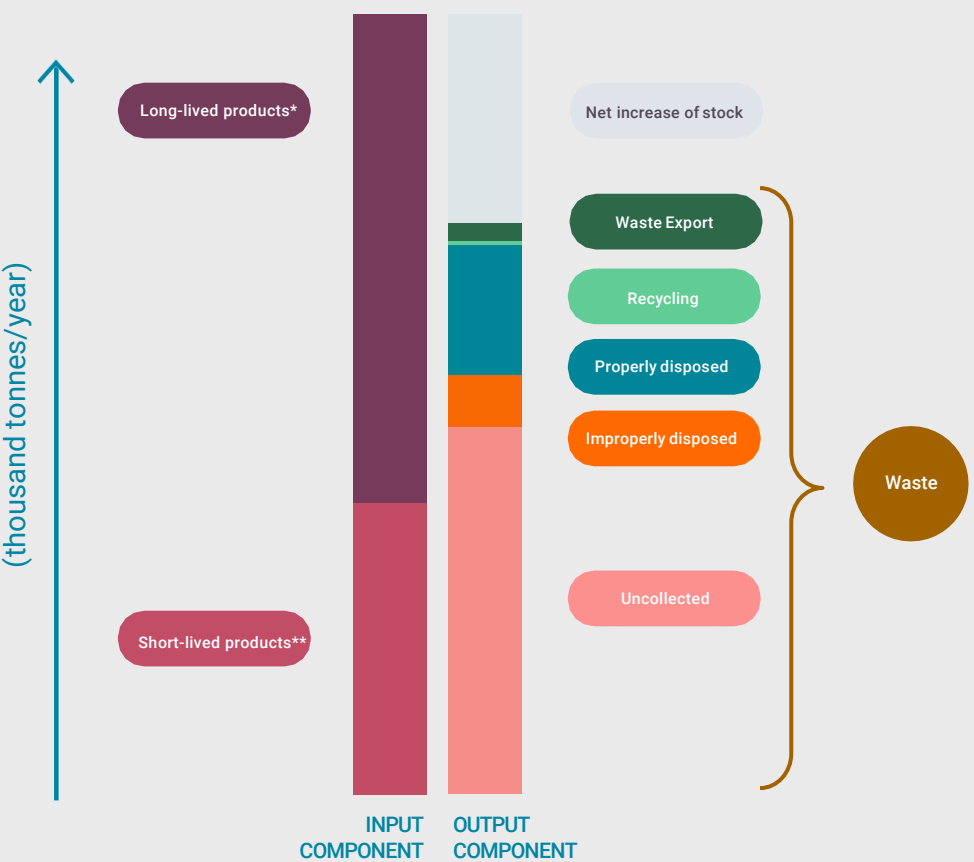 (thousand tonnes/year)
Long-lived products*
Short-lived products**
Net increase of stock
Waste Export
Recycling
Properly disposed
Improperly disposed
Uncollected
Waste
INPUT
COMPONENT
OUTPUT
COMPONENT